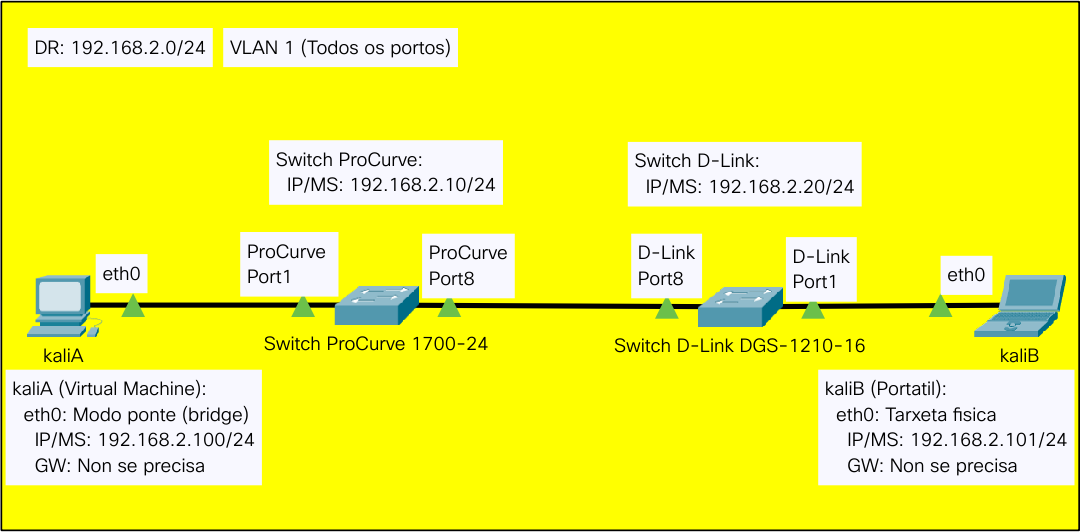 DR: 192.168.2.0/24
VLAN 1 (Todos os portos)
Switch ProCurve:
IP/MS: 192.168.2.10/24
Switch D-Link:
IP/MS: 192.168.2.20/24
eth0
ProCurve
Port1
ProCurve
Port8
D-Link
Port8
D-Link
Port1
eth0
kaliA
Switch ProCurve 1700-24
Switch D-Link DGS-1210-16
kaliB
kaliA (Virtual Machine):
eth0: Modo ponte (bridge)
IP/MS: 192.168.2.100/24
GW: Non se precisa
kaliB (Portatil):
eth0: Tarxeta fisica
IP/MS: 192.168.2.101/24
GW: Non se precisa